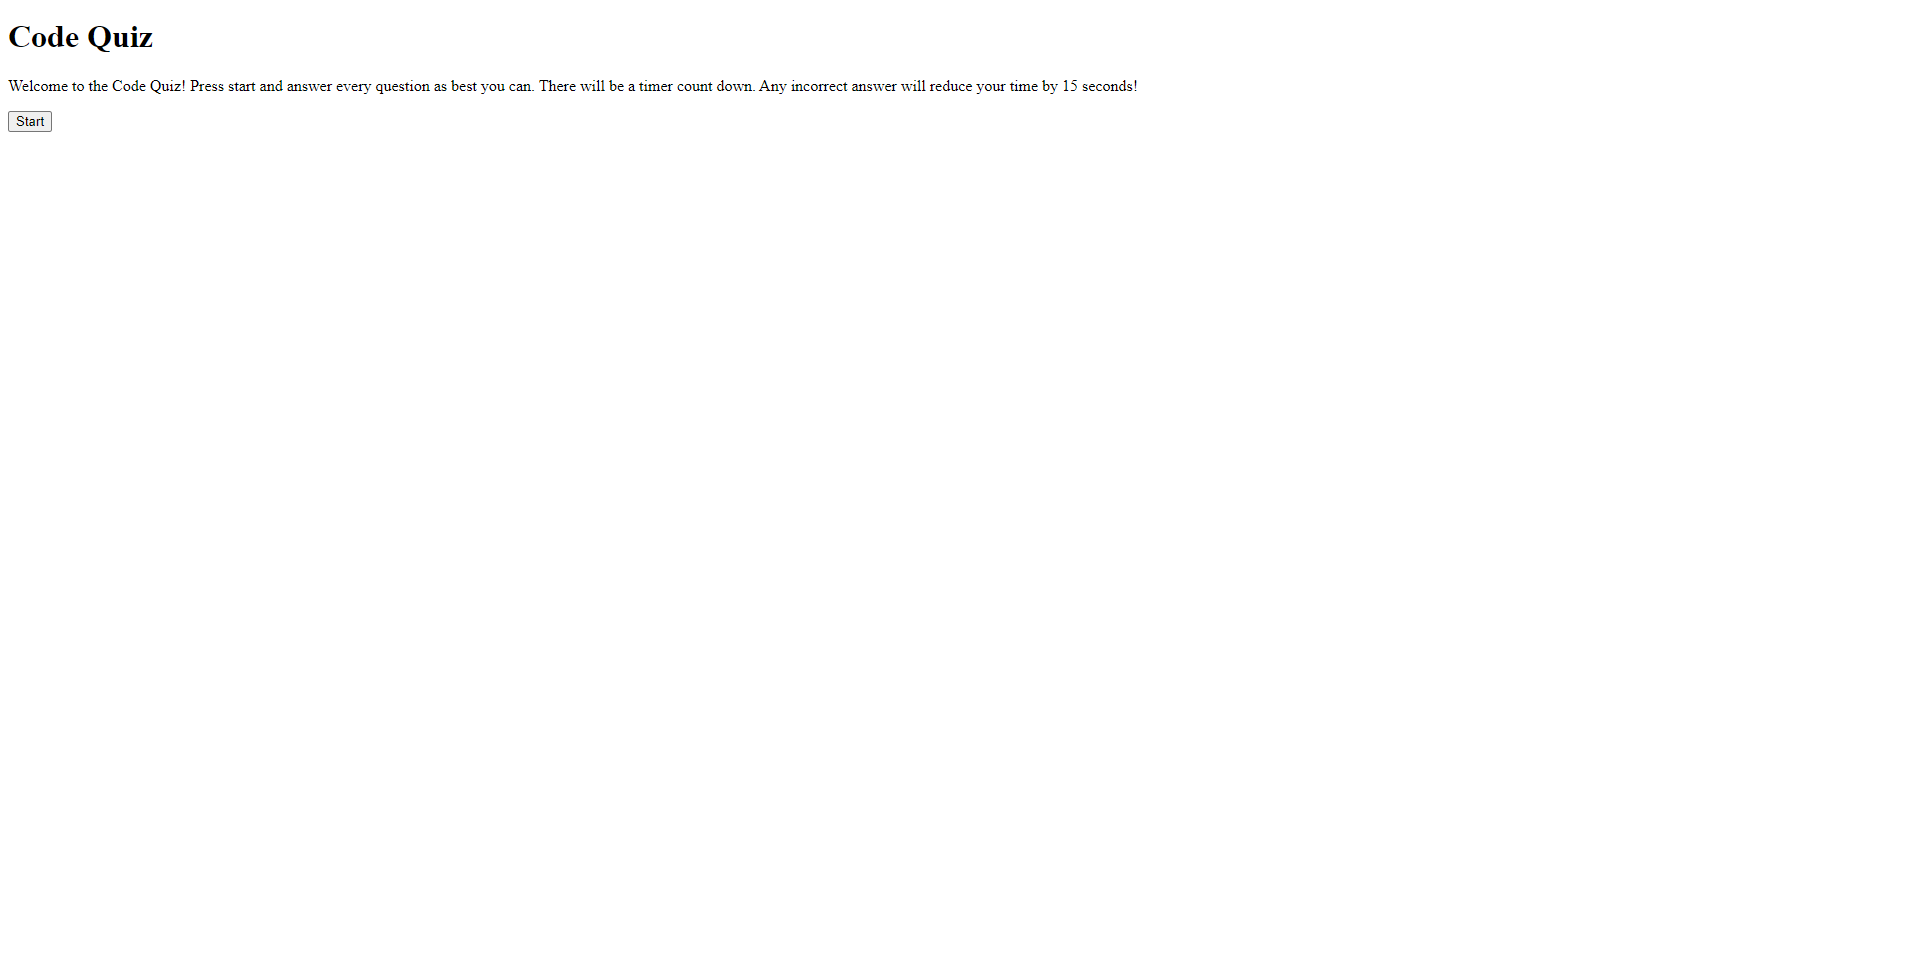 Code Quiz
Welcome to the Code Quiz! Press start and answer every question as best you can. There will be a timer count down. Any incorrect answer will reduce your time by 15 seconds!
Start